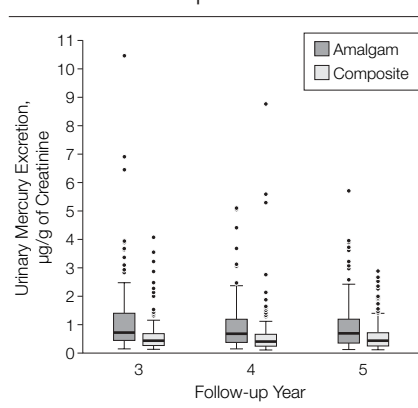 11
10
9
8
7
6
5
4
3
2
1
0
Urinary Mercury Excretion,
µg/g of Creatinine
Amalgam
Composite
3 4 5
Follow-up Year